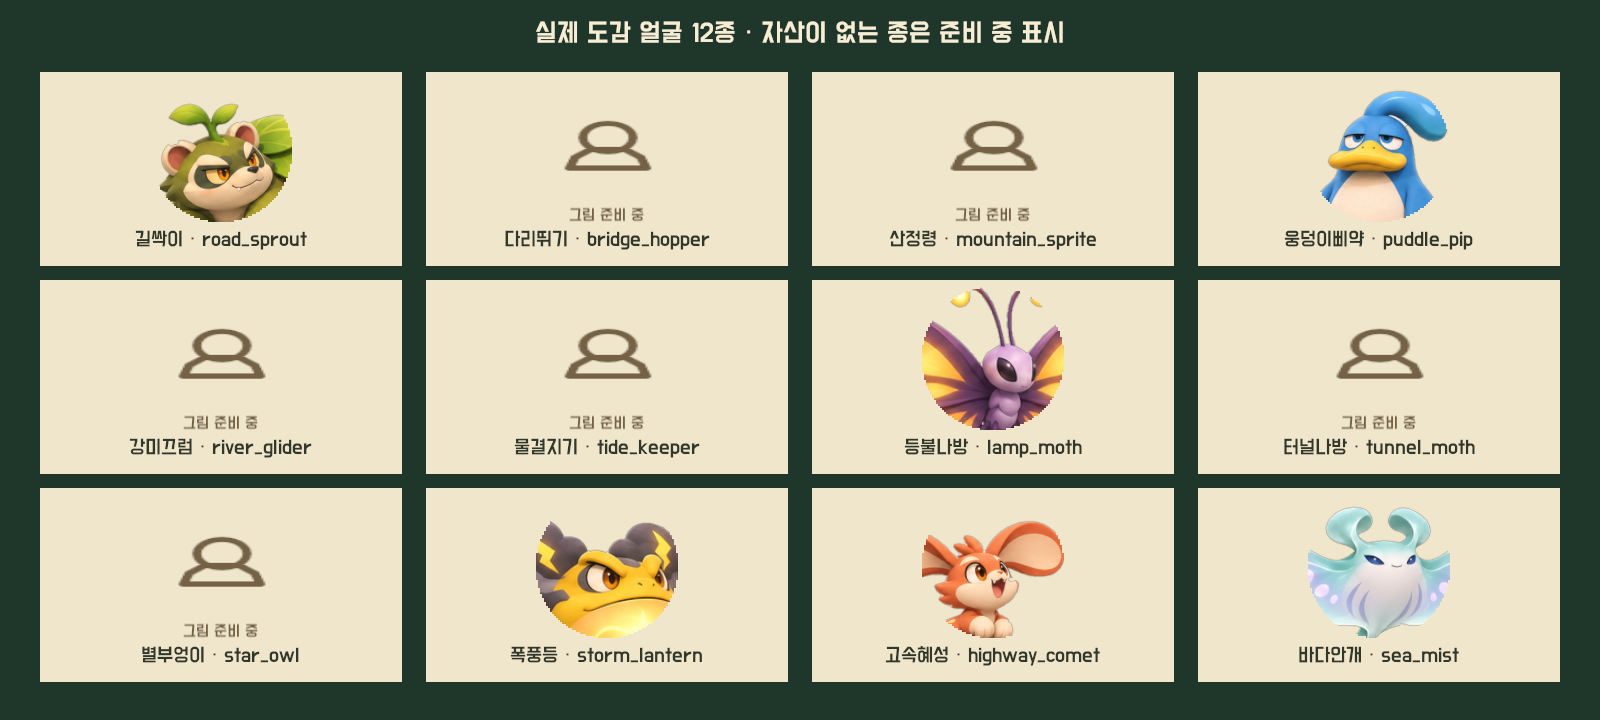 실제 도감 얼굴 12종 · 자산이 없는 종은 준비 중 표시
길싹이 · road_sprout
그림 준비 중
다리뛰기 · bridge_hopper
그림 준비 중
산정령 · mountain_sprite
웅덩이삐약 · puddle_pip
그림 준비 중
강미끄럼 · river_glider
그림 준비 중
물결지기 · tide_keeper
등불나방 · lamp_moth
그림 준비 중
터널나방 · tunnel_moth
그림 준비 중
별부엉이 · star_owl
폭풍등 · storm_lantern
고속혜성 · highway_comet
바다안개 · sea_mist